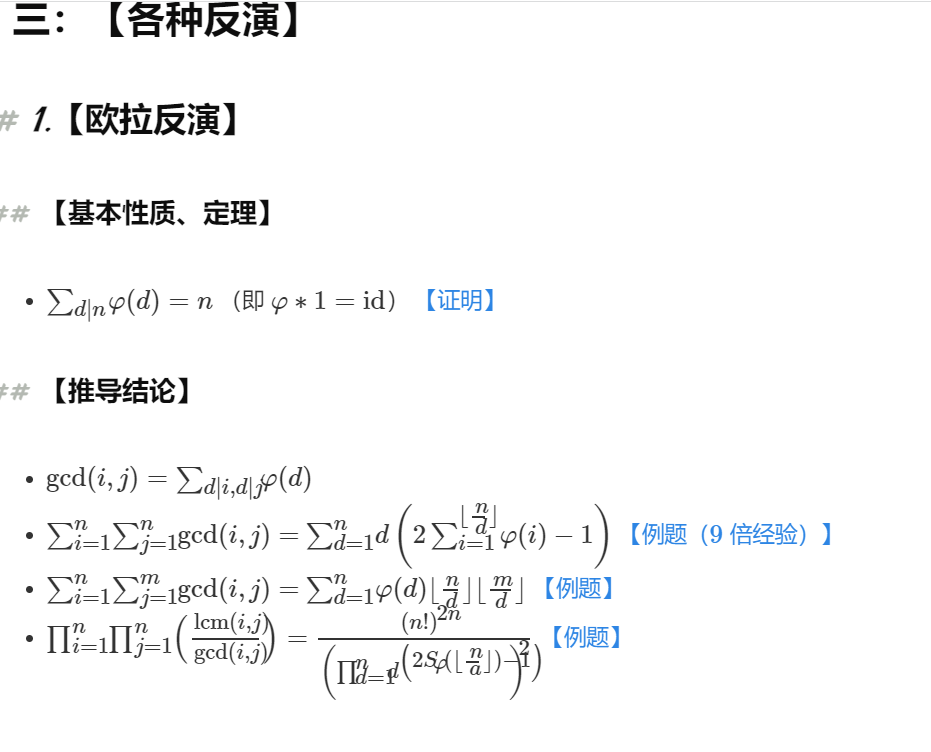 三：【各种反演】
# 1.【欧拉反演】
## 【基本性质、定理】
• ∑_{d|n} φ(d) = n （即 φ ∗ 1 = id）【证明】
## 【推导结论】
• gcd(i, j) = ∑_{d|i,d|j} φ(d)
• ∑_{i=1}^{n} ∑_{j=1}^{n} gcd(i, j) = ∑_{d=1}^{n} d (2 ∑_{i=1}^{⌊n/d⌋} φ(i) − 1) 【例题（9 倍经验）】
• ∑_{i=1}^{n} ∑_{j=1}^{m} gcd(i, j) = ∑_{d=1}^{n} φ(d)⌊n/d⌋⌊m/d⌋ 【例题】
• ∏_{i=1}^{n} ∏_{j=1}^{n} (lcm(i,j)/gcd(i,j)) = (n!)^{2n} / (∏_{d=1}^{n} d^{(2S_φ(⌊n/d⌋)−1)})^{2} 【例题】